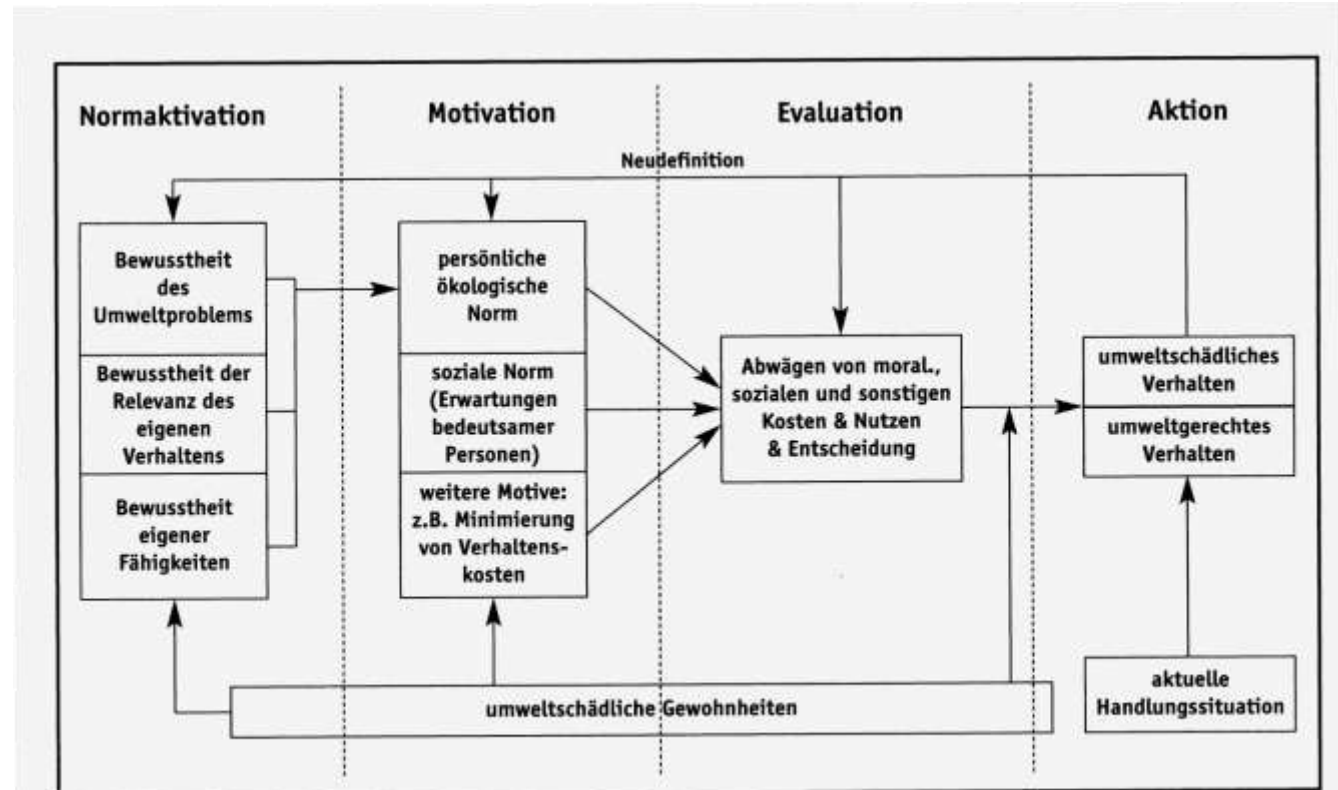 Normaktivation
Motivation
Evaluation
Aktion
Neudefinition
Bewusstheit
des
Umweltproblems
Bewusstheit der
Relevanz des
eigenen
Verhaltens
Bewusstheit
eigener
Fähigkeiten
persönliche
ökologische
Norm
soziale Norm
(Erwartungen
bedeutsamer
Personen)
weitere Motive:
z.B. Minimierung
von Verhaltens-
kosten
Abwägen von moral.,
sozialen und sonstigen
Kosten & Nutzen
& Entscheidung
umweltschädliches
Verhalten
umweltgerechtes
Verhalten
aktuelle
Handlungssituation
umweltschädliche Gewohnheiten